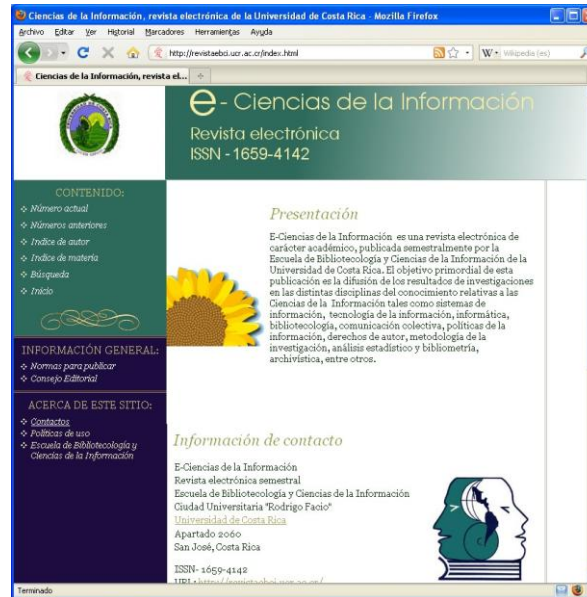 Ciencias de la Información, revista electrónica de la Universidad de Costa Rica - Mozilla Firefox
Archivo Editar Ver Historial Marcadores Herramientas Ayuda
http://revistaebci.ucr.ac.cr/index.html
Wikipedia (es)
Ciencias de la Información, revista el...
e- Ciencias de la Información
Revista electrónica
ISSN -1659-4142
CONTENIDO:
Número actual
Números anteriores
Indice de autor
Indice de materia
Búsqueda
Inicio
INFORMACIÓN GENERAL:
Normas para publicar
Consejo Editorial
ACERCA DE ESTE SITIO:
Contactos
Políticas de uso
Escuela de Bibliotecología y
Ciencias de la Información
Presentación
E-Ciencias de la Información es una revista electrónica de
carácter académico, publicada semestralmente por la
Escuela de Bibliotecología y Ciencias de la Información de la
Universidad de Costa Rica. El objetivo primordial de esta
publicación es la difusión de los resultados de investigaciones
en las distintas disciplinas del conocimiento relativas a las
Ciencias de la Información tales como sistemas de
información, tecnología de la información, informática,
bibliotecología, comunicación colectiva, políticas de la
información, derechos de autor, metodología de la
investigación, análisis estadístico y bibliometría,
archivística, entre otros.
Información de contacto
E-Ciencias de la Información
Revista electrónica semestral
Escuela de Bibliotecología y Ciencias de la Información
Ciudad Universitaria "Rodrigo Facio"
Universidad de Costa Rica
Apartado 2060
San José, Costa Rica
ISSN- 1659-4142
URL: http://revistaebci.ucr.ac.cr/
Terminado